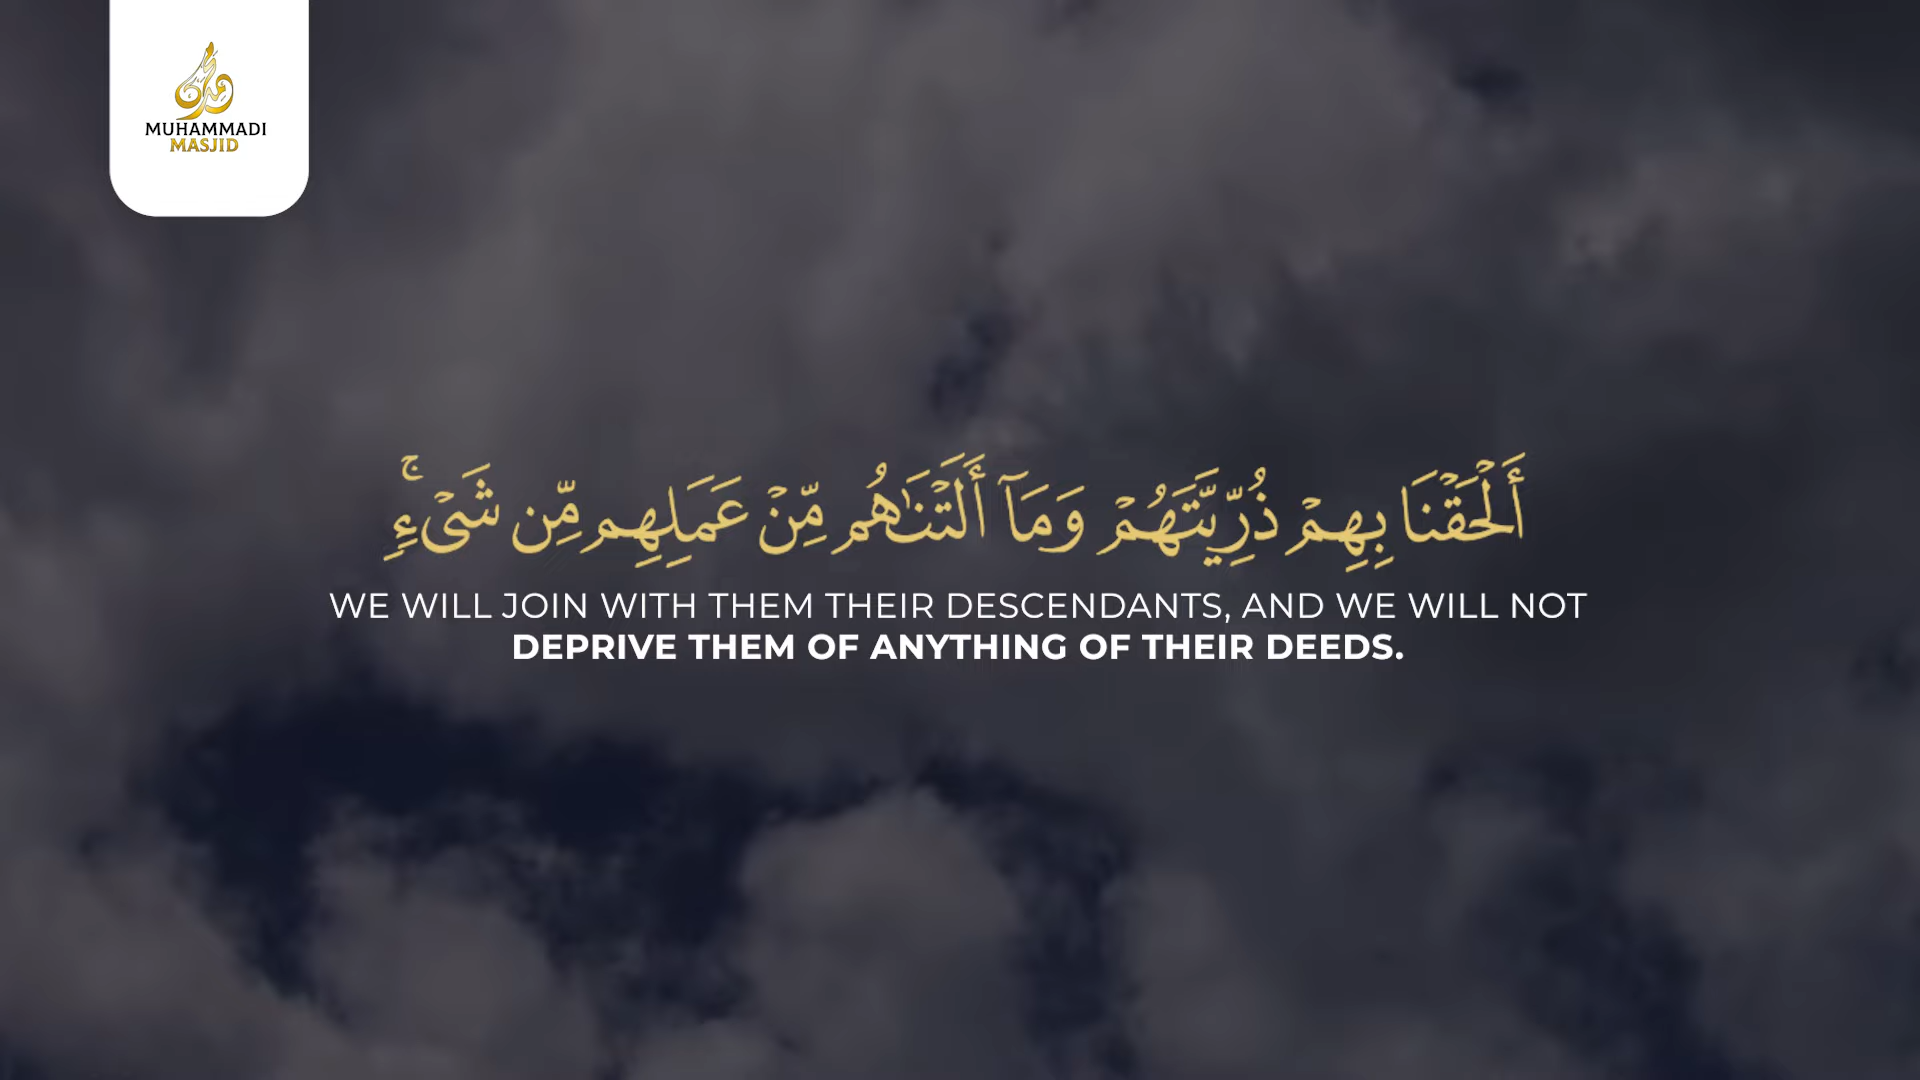 MUHAMMADI
MASJID
أَلْحَقْنَا بِهِمْ ذُرِّيَّتَهُمْ وَمَآ أَلَتْنَٰهُم مِّنْ عَمَلِهِم مِّن شَىْءٍۚ
WE WILL JOIN WITH THEM THEIR DESCENDANTS, AND WE WILL NOT
DEPRIVE THEM OF ANYTHING OF THEIR DEEDS.